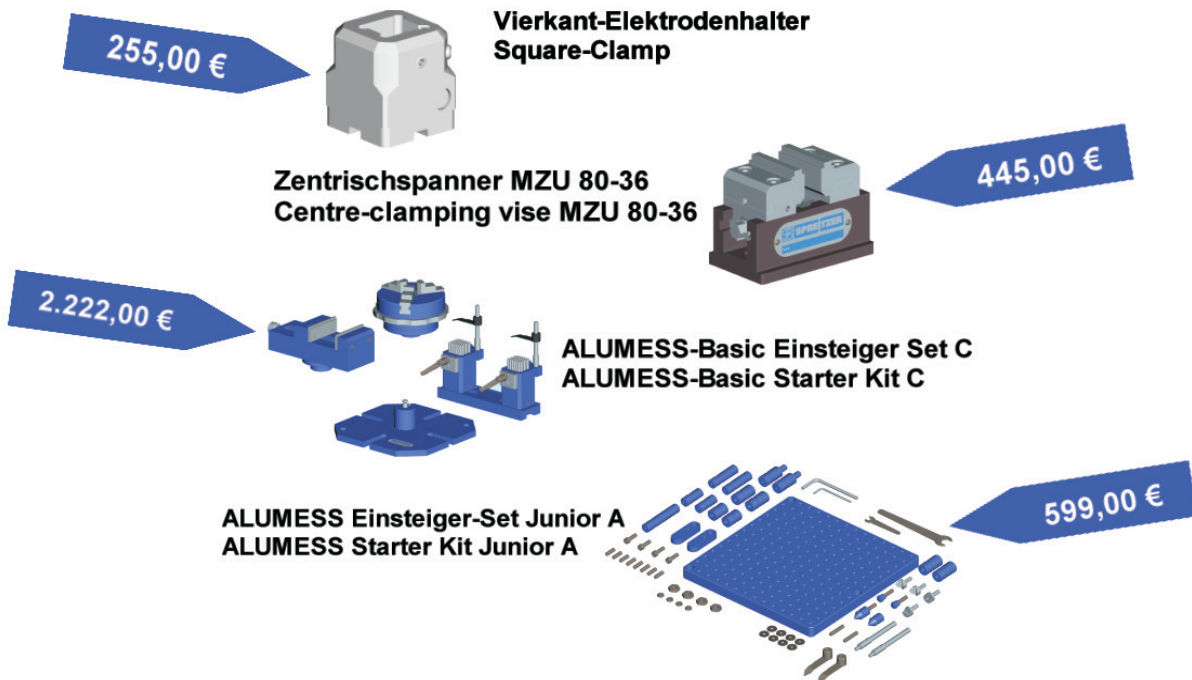 Vierkant-Elektrodenhalter
Square-Clamp
255,00 €
Zentrischspanner MZU 80-36
Centre-clamping vise MZU 80-36
445,00 €
SPREITZER
2.222,00 €
ALUMESS-Basic Einsteiger Set C
ALUMESS-Basic Starter Kit C
ALUMESS Einsteiger-Set Junior A
ALUMESS Starter Kit Junior A
599,00 €